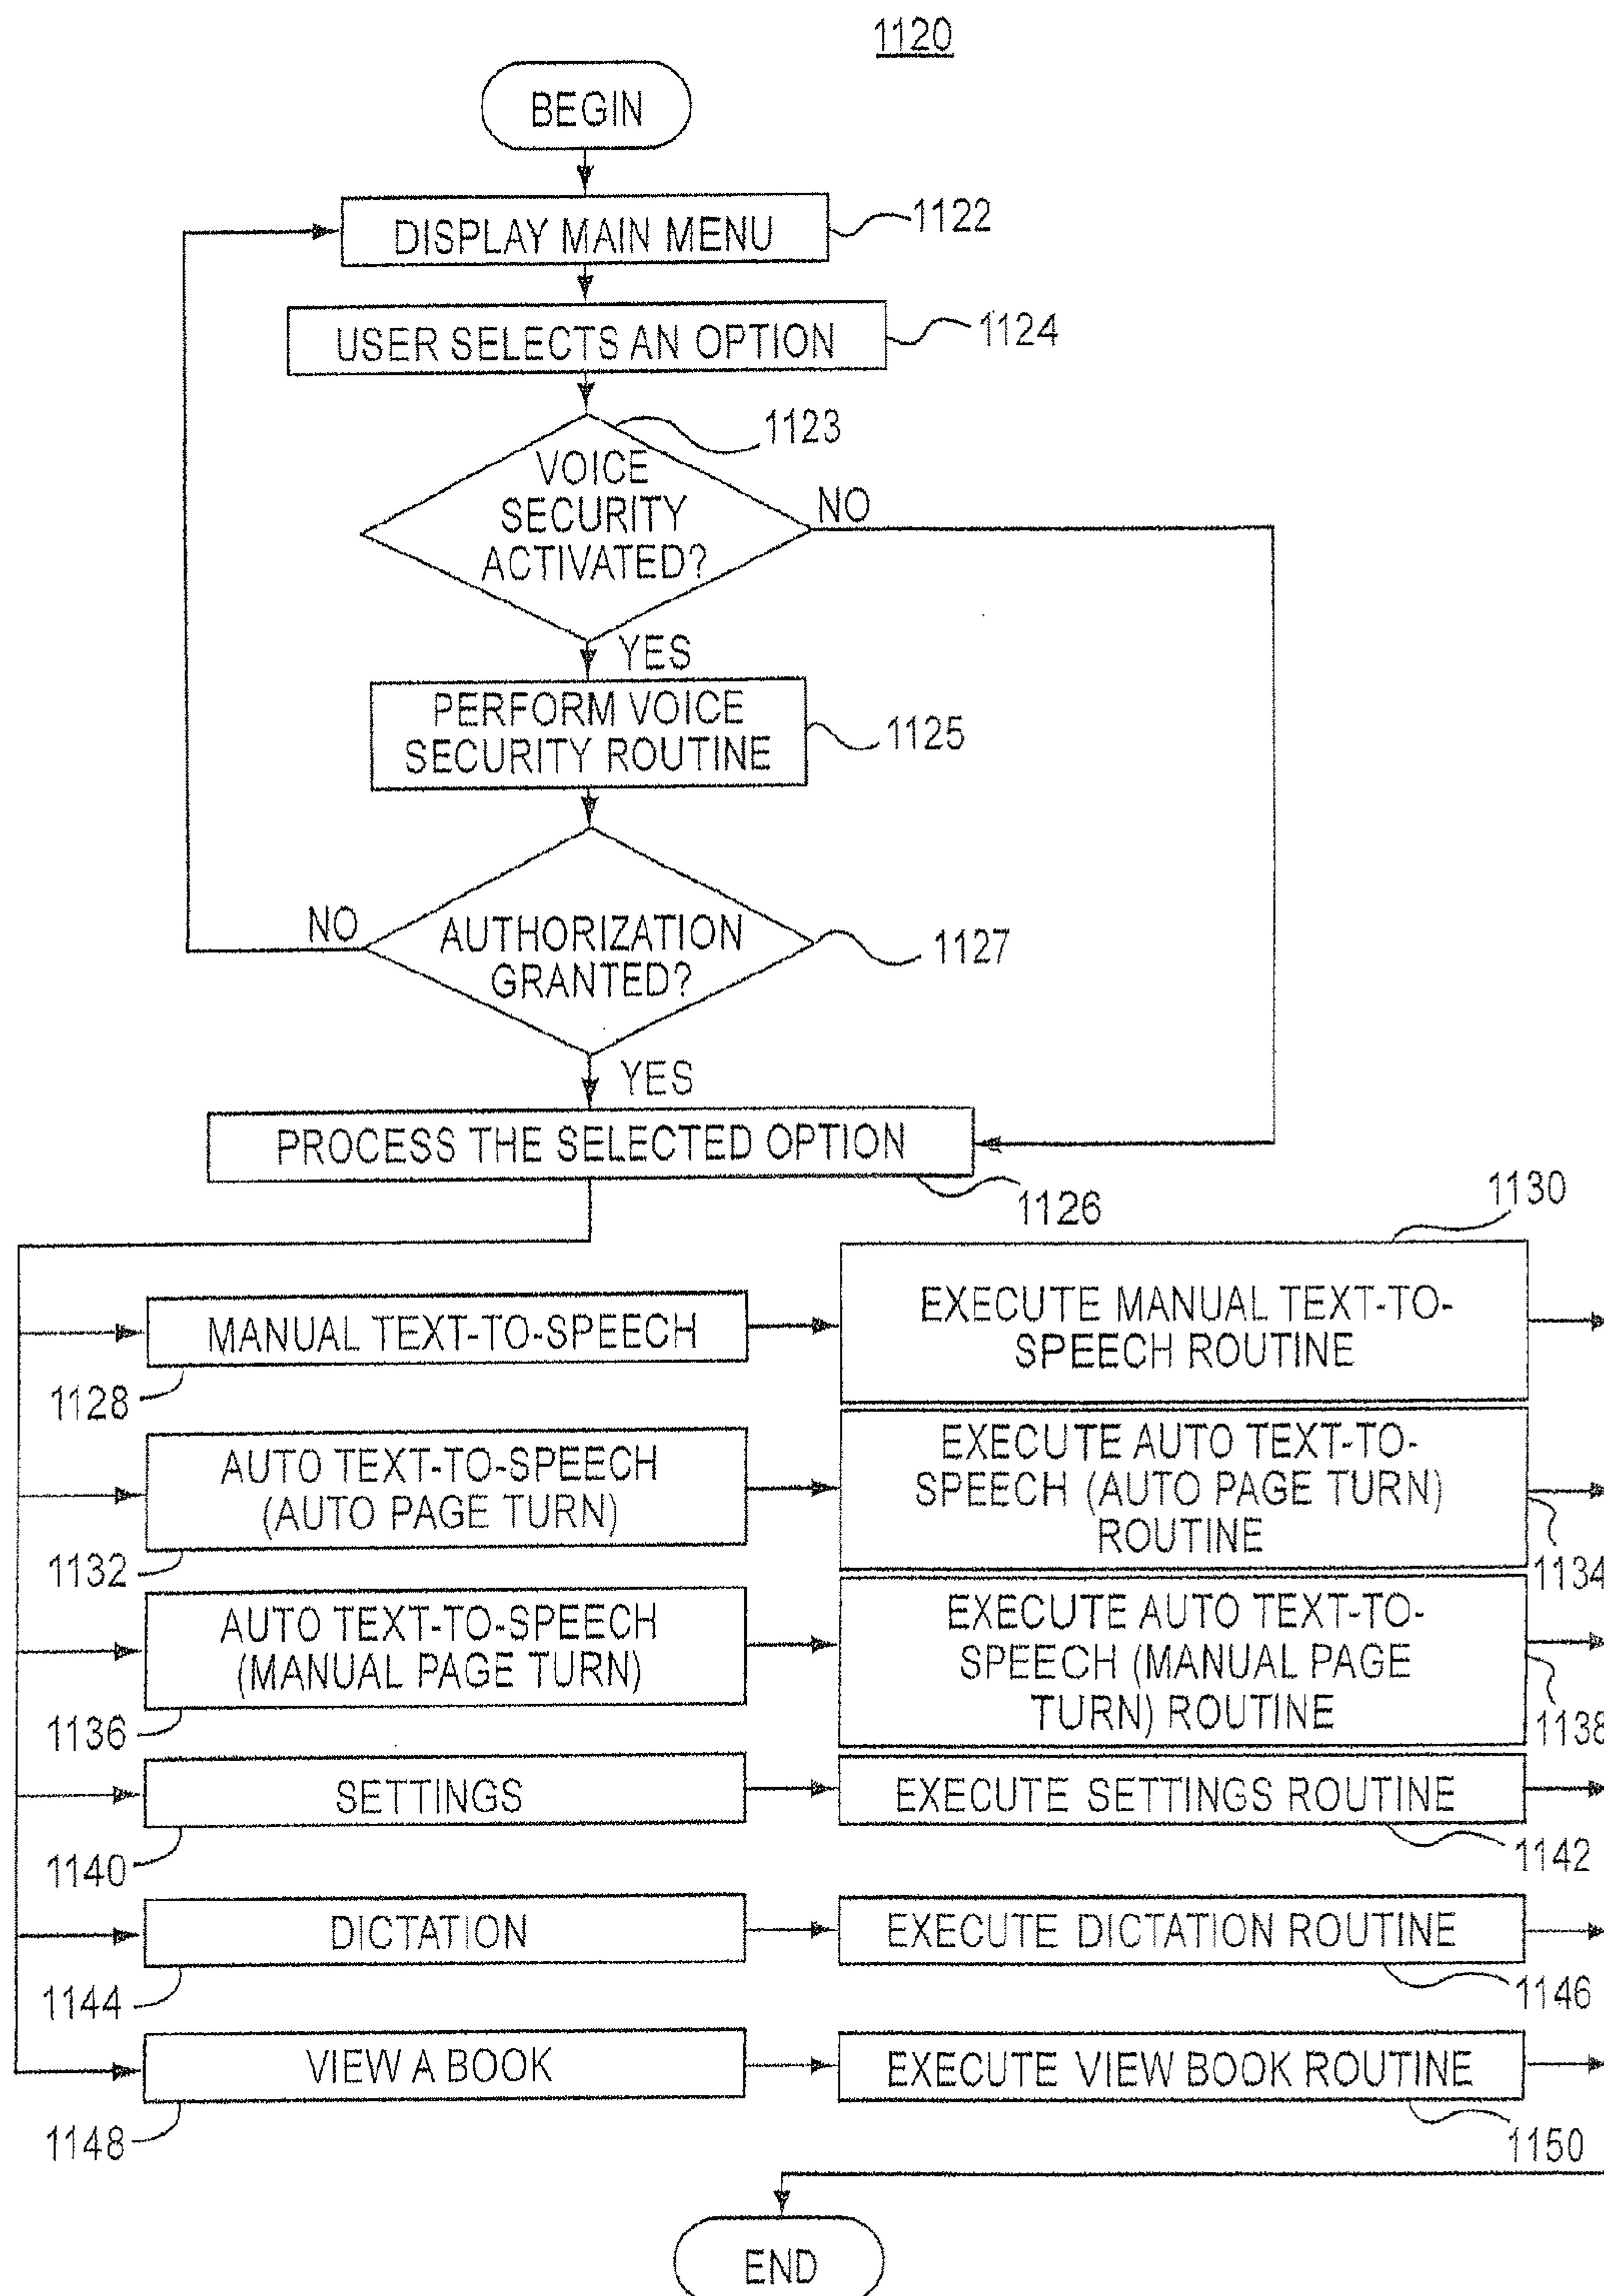 1120
BEGIN
DISPLAY MAIN MENU
1122
USER SELECTS AN OPTION
1124
1123
VOICE
SECURITY
ACTIVATED?
NO
YES
PERFORM VOICE
SECURITY ROUTINE
1125
NO
AUTHORIZATION
GRANTED?
1127
YES
PROCESS THE SELECTED OPTION
1126
1130
MANUAL TEXT-TO-SPEECH
1128
EXECUTE MANUAL TEXT-TO-
SPEECH ROUTINE
AUTO TEXT-TO-SPEECH
(AUTO PAGE TURN)
1132
EXECUTE AUTO TEXT-TO-
SPEECH (AUTO PAGE TURN)
ROUTINE
1134
AUTO TEXT-TO-SPEECH
(MANUAL PAGE TURN)
1136
EXECUTE AUTO TEXT-TO-
SPEECH (MANUAL PAGE
TURN) ROUTINE
1138
SETTINGS
1140
EXECUTE SETTINGS ROUTINE
1142
DICTATION
1144
EXECUTE DICTATION ROUTINE
1146
VIEW A BOOK
1148
EXECUTE VIEW BOOK ROUTINE
1150
END